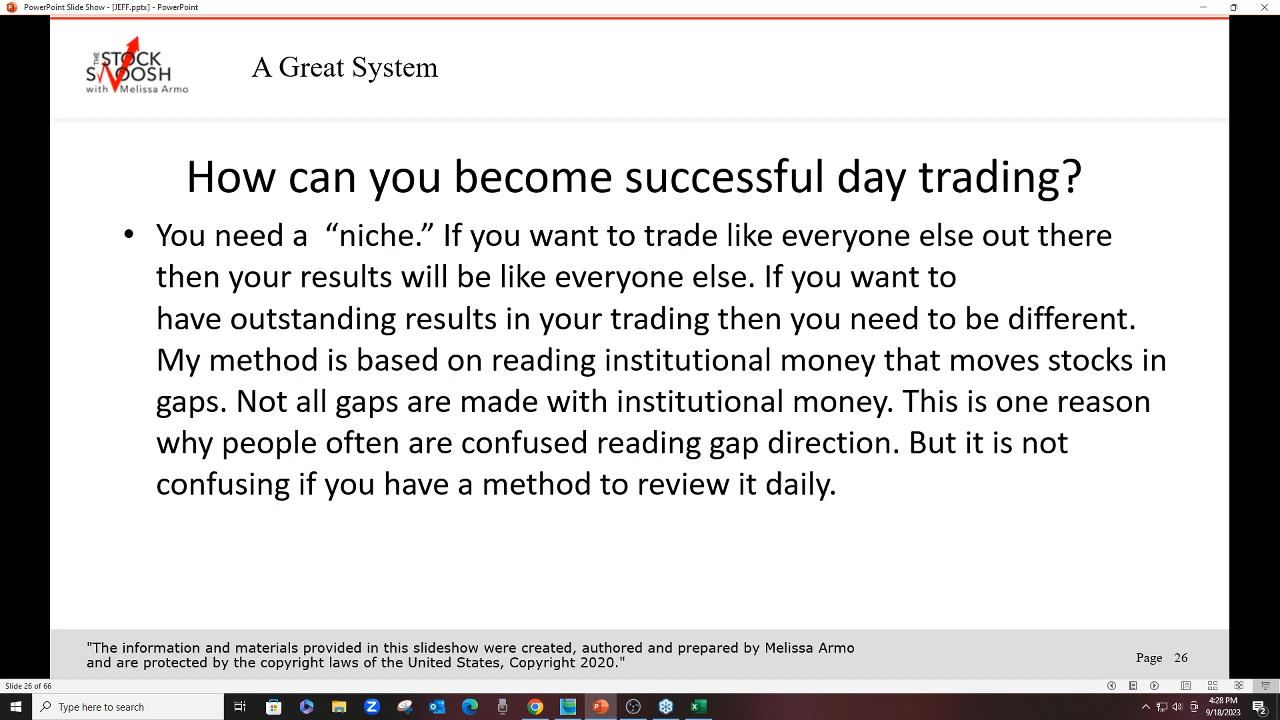 PowerPoint Slide Show - [JEFF.pptx] - PowerPoint
THE
STOCK
SWOOSH
with Melissa Armo
A Great System
How can you become successful day trading?
• You need a “niche.” If you want to trade like everyone else out there
then your results will be like everyone else. If you want to
have outstanding results in your trading then you need to be different.
My method is based on reading institutional money that moves stocks in
gaps. Not all gaps are made with institutional money. This is one reason
why people often are confused reading gap direction. But it is not
confusing if you have a method to review it daily.
"The information and materials provided in this slideshow were created, authored and prepared by Melissa Armo
and are protected by the copyright laws of the United States, Copyright 2020."
Page 26
Slide 26 of 66
Type here to search
4:28 PM
9/18/2023